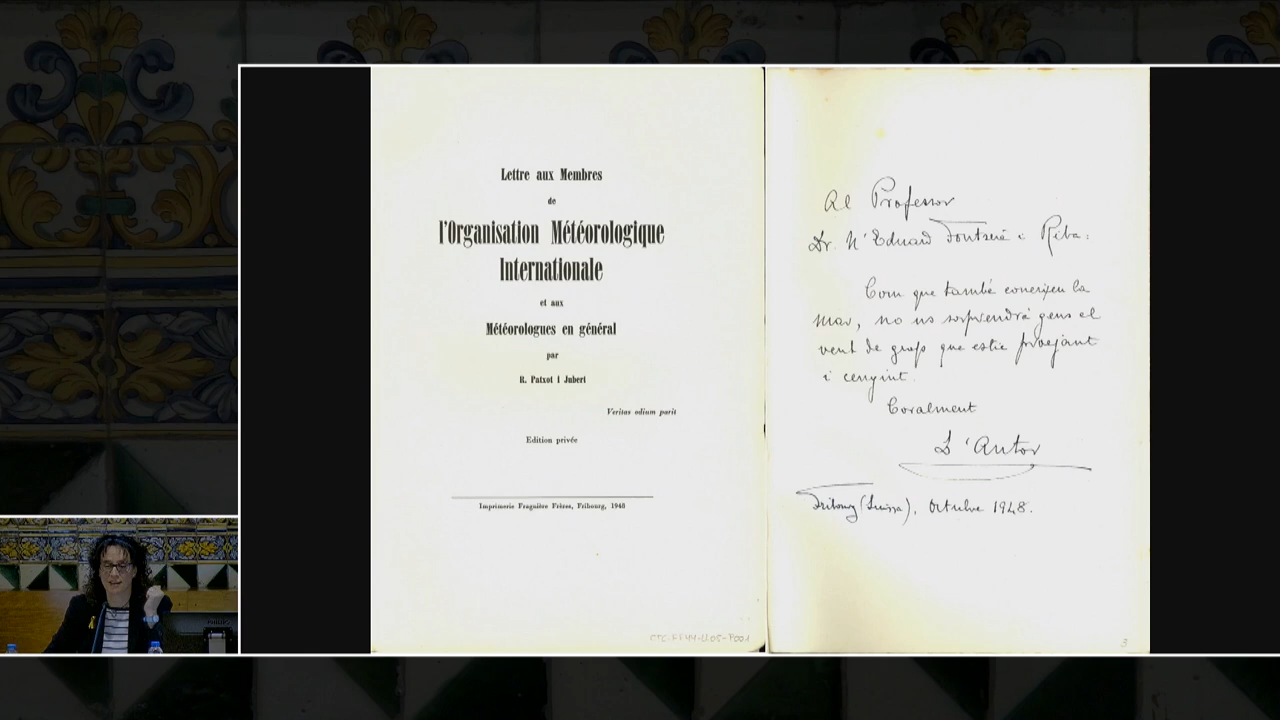 Lettre aux Membres
de
l'Organisation Météorologique
Internationale
et aux
Météorologues en général
par
R. Patxot i Jubert
Veritas odium parit
Edition privée
Imprimerie Fragnière Frères, Fribourg, 1948
Al Professor
Dr. N'Eduard Fontserè i Riba:
Com que també coneixeu la
mar, no us sorprendrà gens el
vent de grop que estic provejant
i cenyint.
Coralment
L'Autor
Fribourg (Suïssa), Octubre 1948.
3